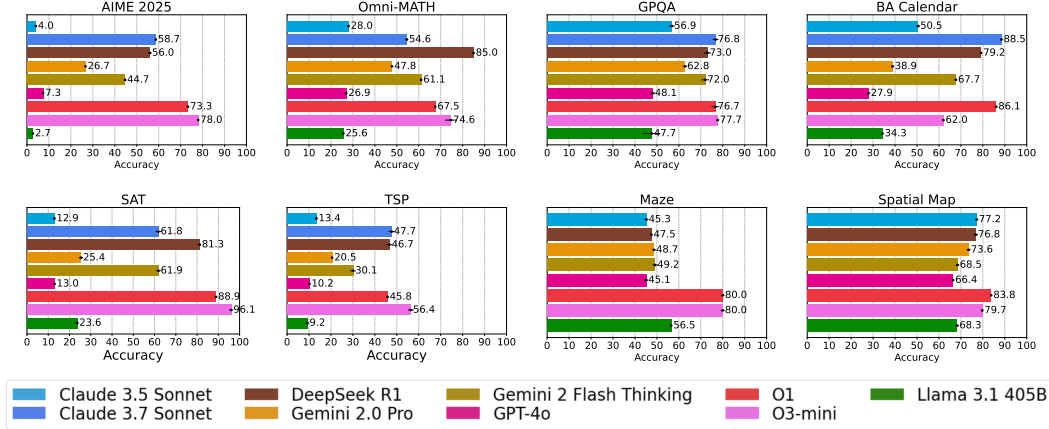 AIME 2025
4.0
58.7
56.0
26.7
44.7
7.3
73.3
78.0
2.7
0 10 20 30 40 50 60 70 80 90 100
Accuracy
Omni-MATH
28.0
54.6
85.0
47.8
61.1
26.9
67.5
74.6
25.6
0 10 20 30 40 50 60 70 80 90 100
Accuracy
GPQA
56.9
76.8
73.0
62.8
72.0
48.1
76.7
77.7
47.7
0 10 20 30 40 50 60 70 80 90 100
Accuracy
BA Calendar
50.5
88.5
79.2
38.9
67.7
27.9
86.1
62.0
34.3
0 10 20 30 40 50 60 70 80 90 100
Accuracy
SAT
12.9
61.8
81.3
25.4
61.9
13.0
88.9
96.1
23.6
0 10 20 30 40 50 60 70 80 90 100
Accuracy
TSP
13.4
47.7
46.7
20.5
30.1
10.2
45.8
56.4
9.2
0 10 20 30 40 50 60 70 80 90 100
Accuracy
Maze
45.3
47.5
48.7
49.2
45.1
80.0
80.0
56.5
0 10 20 30 40 50 60 70 80 90 100
Accuracy
Spatial Map
77.2
76.8
73.6
68.5
66.4
83.8
79.7
68.3
0 10 20 30 40 50 60 70 80 90 100
Accuracy
Claude 3.5 Sonnet
Claude 3.7 Sonnet
DeepSeek R1
Gemini 2.0 Pro
Gemini 2 Flash Thinking
GPT-4o
O1
O3-mini
Llama 3.1 405B